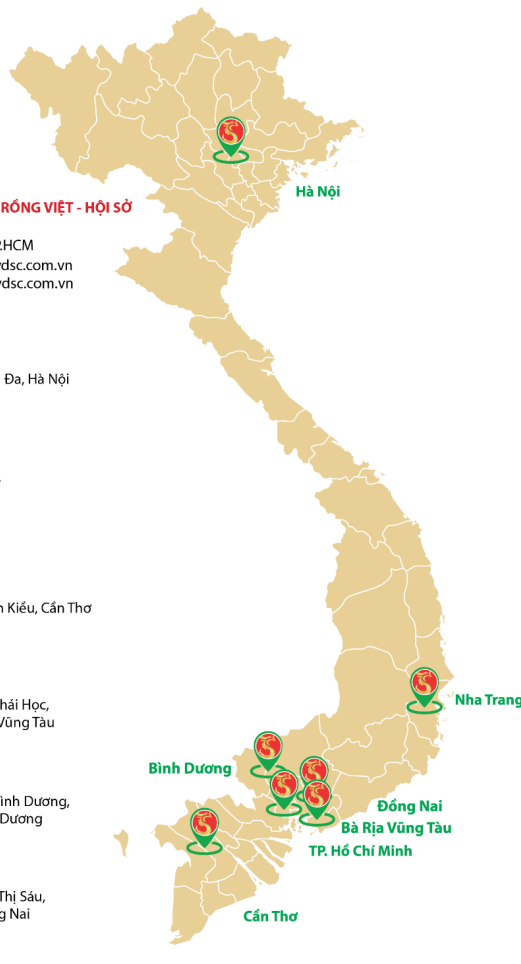 RỒNG VIỆT - HỘI SỞ
P.HCM
vdsc.com.vn
vdsc.com.vn
Đa, Hà Nội
Kiều, Cần Thơ
hái Học,
Vũng Tàu
Bình Dương,
Dương
Thị Sáu,
g Nai
Hà Nội
Nha Trang
Bình Dương
Đồng Nai
Bà Rịa Vũng Tàu
TP. Hồ Chí Minh
Cần Thơ